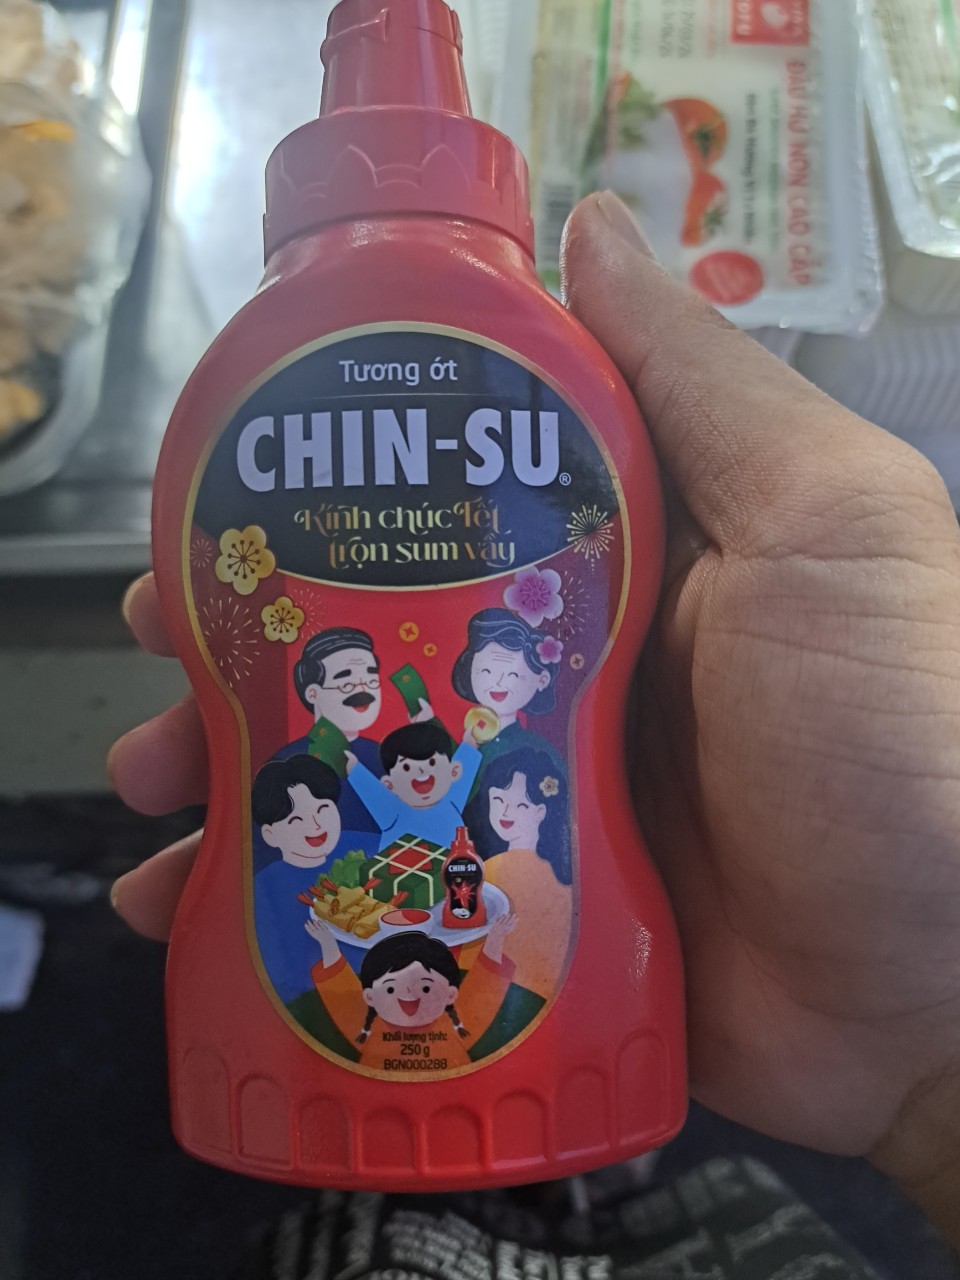 Tương ớt
CHIN-SU®
Kính chúc Tết
trọn sum vầy
CHIN-SU
Khối lượng tịnh:
250 g
BGN000288
ĐẬU HŨ NON CAO CẤP